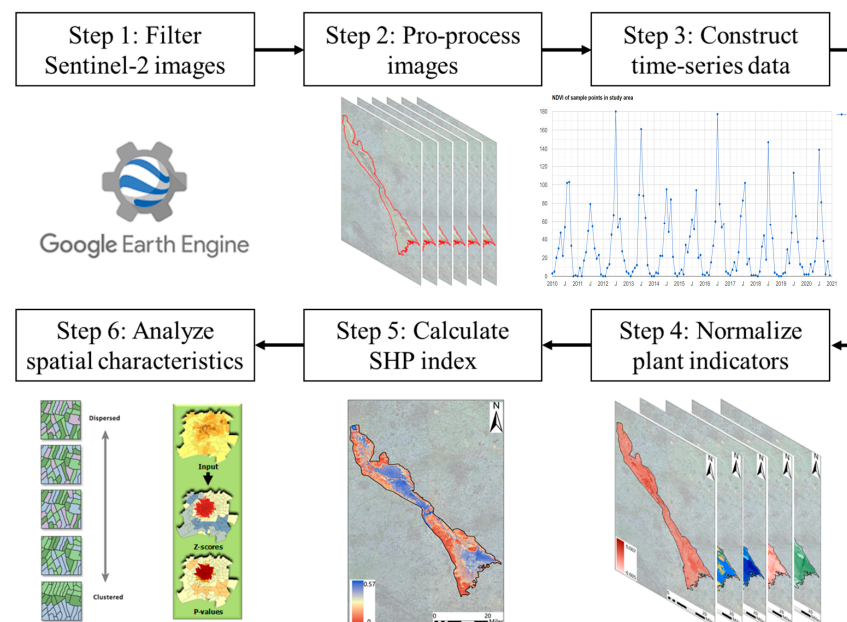 Step 1: Filter
Sentinel-2 images
Step 2: Pro-process
images
Step 3: Construct
time-series data
Google Earth Engine
NDVI of sample points in study area
180
160
140
120
100
80
60
40
20
0
2010 J 2011 J 2012 J 2013 J 2014 J 2015 J 2016 J 2017 J 2018 J 2019 J 2020 J 2021
Step 6: Analyze
spatial characteristics
Step 5: Calculate
SHP index
Step 4: Normalize
plant indicators
Dispersed
Clustered
Input
Z-scores
P-values
N
0.57
0
20
Miles
N
N
N
N
N